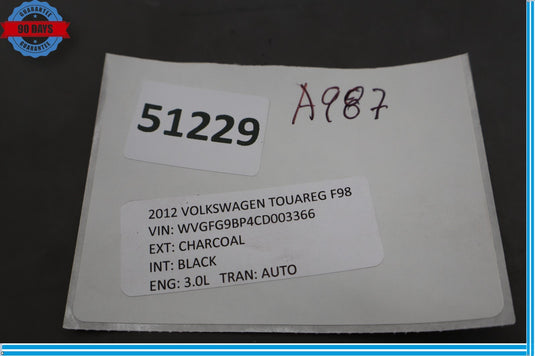 GUARANTEE
90 DAYS
GUARANTEE
51229
A987
2012 VOLKSWAGEN TOUAREG F98
VIN: WVGFG9BP4CD003366
EXT: CHARCOAL
INT: BLACK
ENG: 3.0L TRAN: AUTO